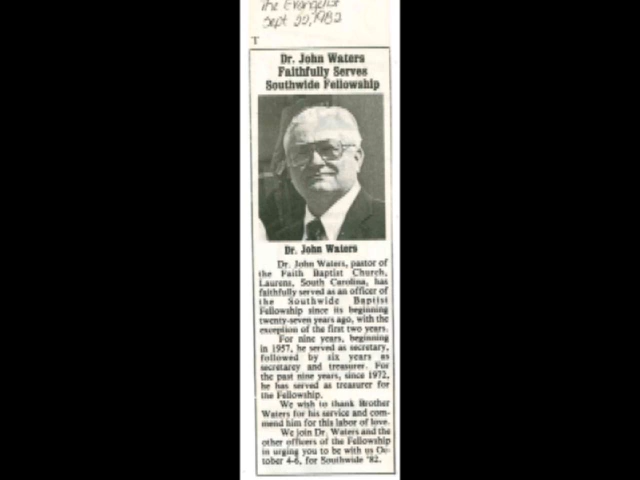 The Evangelist
Sept 22, 1982
T
Dr. John Waters
Faithfully Serves
Southwide Fellowship
Dr. John Waters
Dr. John Waters, pastor of
the Faith Baptist Church,
Laurens, South Carolina, has
faithfully served as an officer of
the Southwide Baptist
Fellowship since its beginning
twenty-seven years ago, with the
exception of the first two years.
For nine years, beginning
in 1957, he served as secretary,
followed by six years as
secretarey and treasurer. For
the past nine years, since 1972,
he has served as treasurer for
the Fellowship.
We wish to thank Brother
Waters for his service and com-
mend him for this labor of love.
We join Dr. Waters and the
other officers of the Fellowship
in urging you to be with us Oc-
tober 4-6, for Southwide '82.